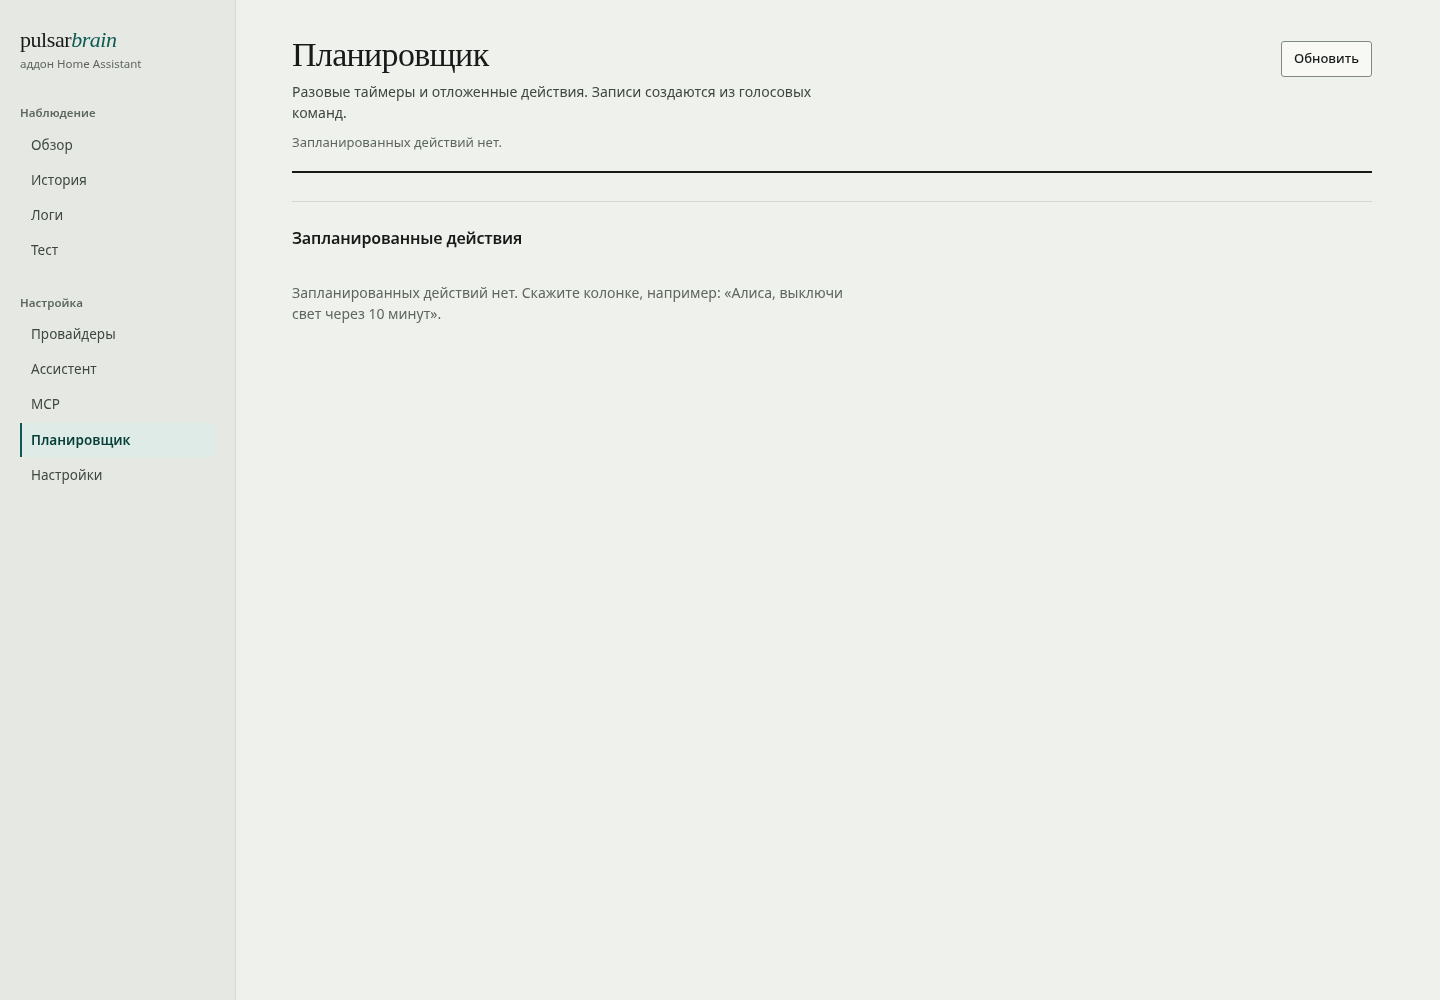 pulsarbrain
аддон Home Assistant
Наблюдение
Обзор
История
Логи
Тест
Настройка
Провайдеры
Ассистент
MCP
Планировщик
Настройки
Планировщик
Обновить
Разовые таймеры и отложенные действия. Записи создаются из голосовых
команд.
Запланированных действий нет.
Запланированные действия
Запланированных действий нет. Скажите колонке, например: «Алиса, выключи
свет через 10 минут».